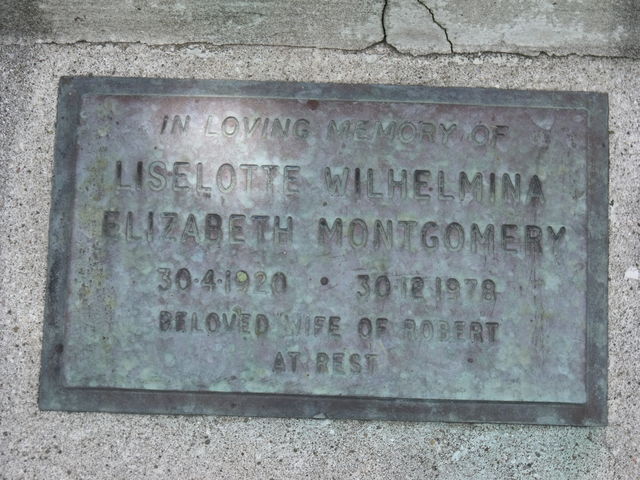 IN LOVING MEMORY OF
LISELOTTE WILHELMINA
ELIZABETH MONTGOMERY
30·4·1920 • 30·12·1978
BELOVED WIFE OF ROBERT
AT REST